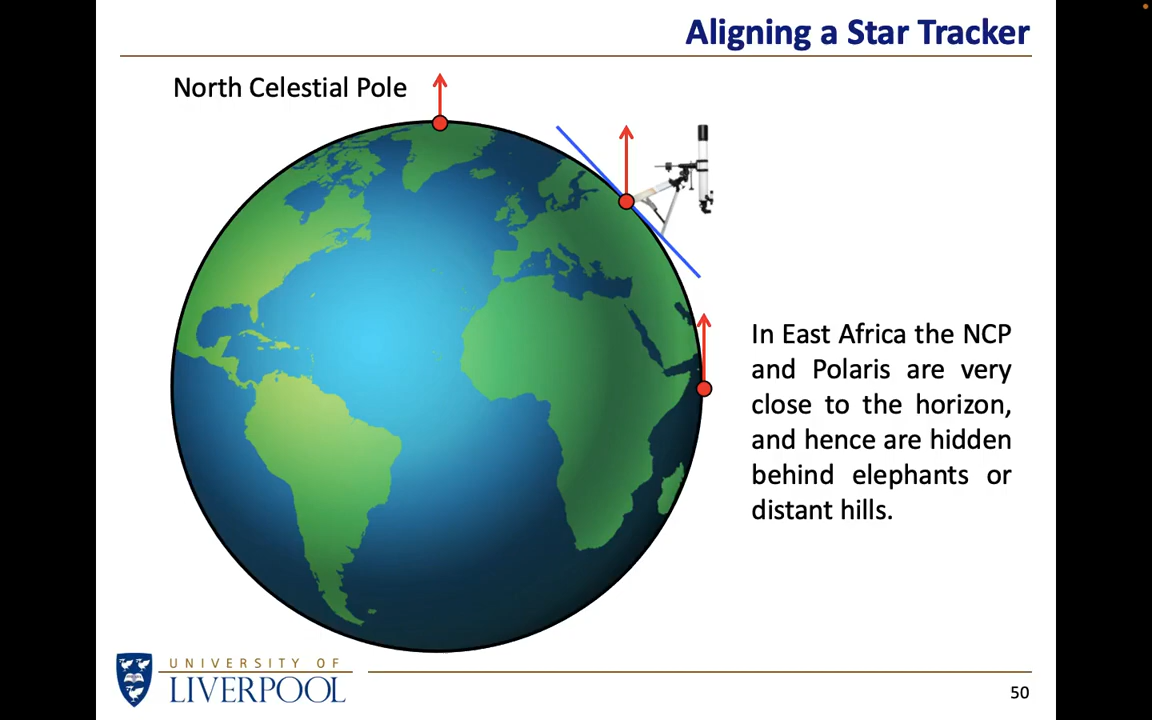 Aligning a Star Tracker
North Celestial Pole
In East Africa the NCP
and Polaris are very
close to the horizon,
and hence are hidden
behind elephants or
distant hills.
UNIVERSITY OF
LIVERPOOL
50